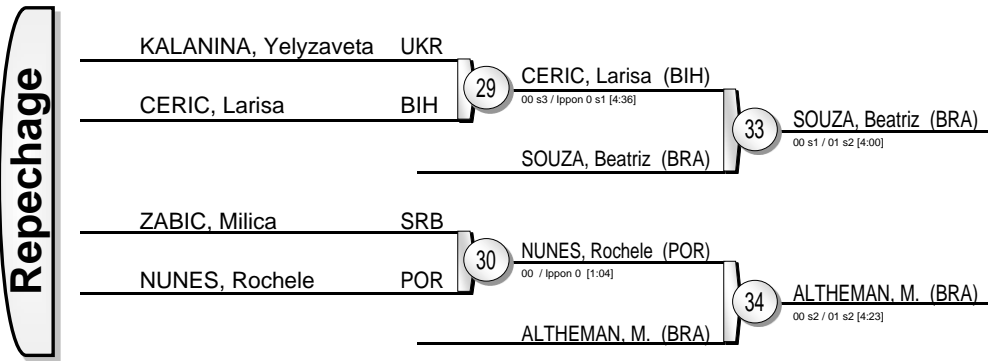 Repechage
KALANINA, Yelyzaveta UKR
CERIC, Larisa BIH
29
CERIC, Larisa (BIH)
00 s3 / Ippon 0 s1 [4:36]
SOUZA, Beatriz (BRA)
33
SOUZA, Beatriz (BRA)
00 s1 / 01 s2 [4:00]
ZABIC, Milica SRB
NUNES, Rochele POR
30
NUNES, Rochele (POR)
00 / Ippon 0 [1:04]
ALTHEMAN, M. (BRA)
34
ALTHEMAN, M. (BRA)
00 s2 / 01 s2 [4:23]